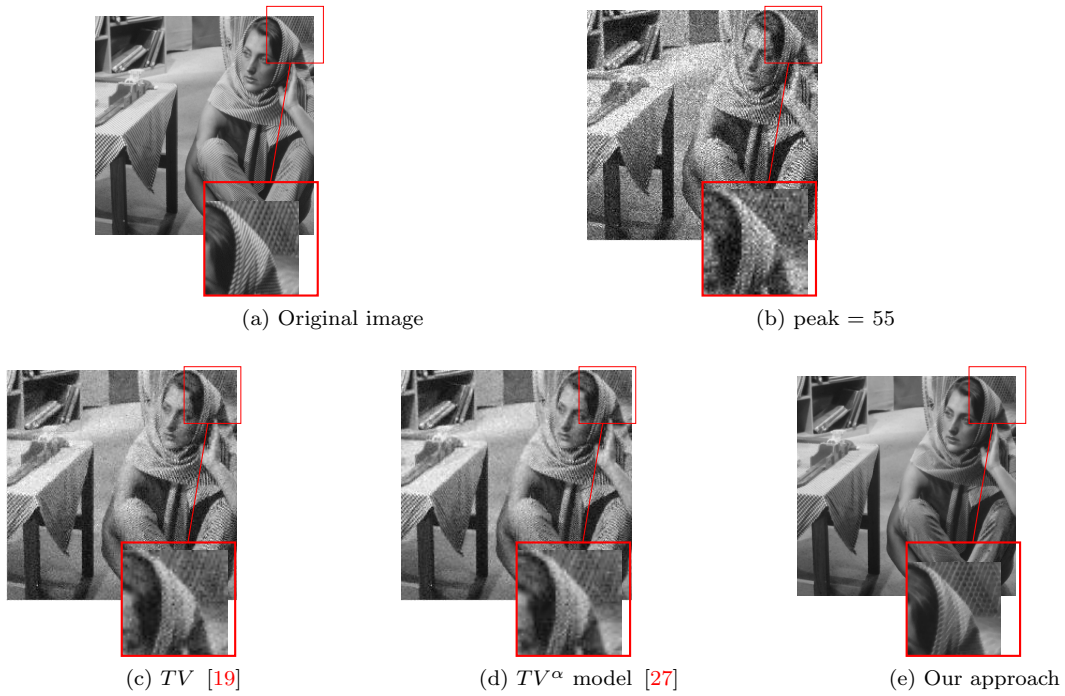 (a) Original image
(b) peak = 55
(c) TV [19]
(d) TV^α model [27]
(e) Our approach